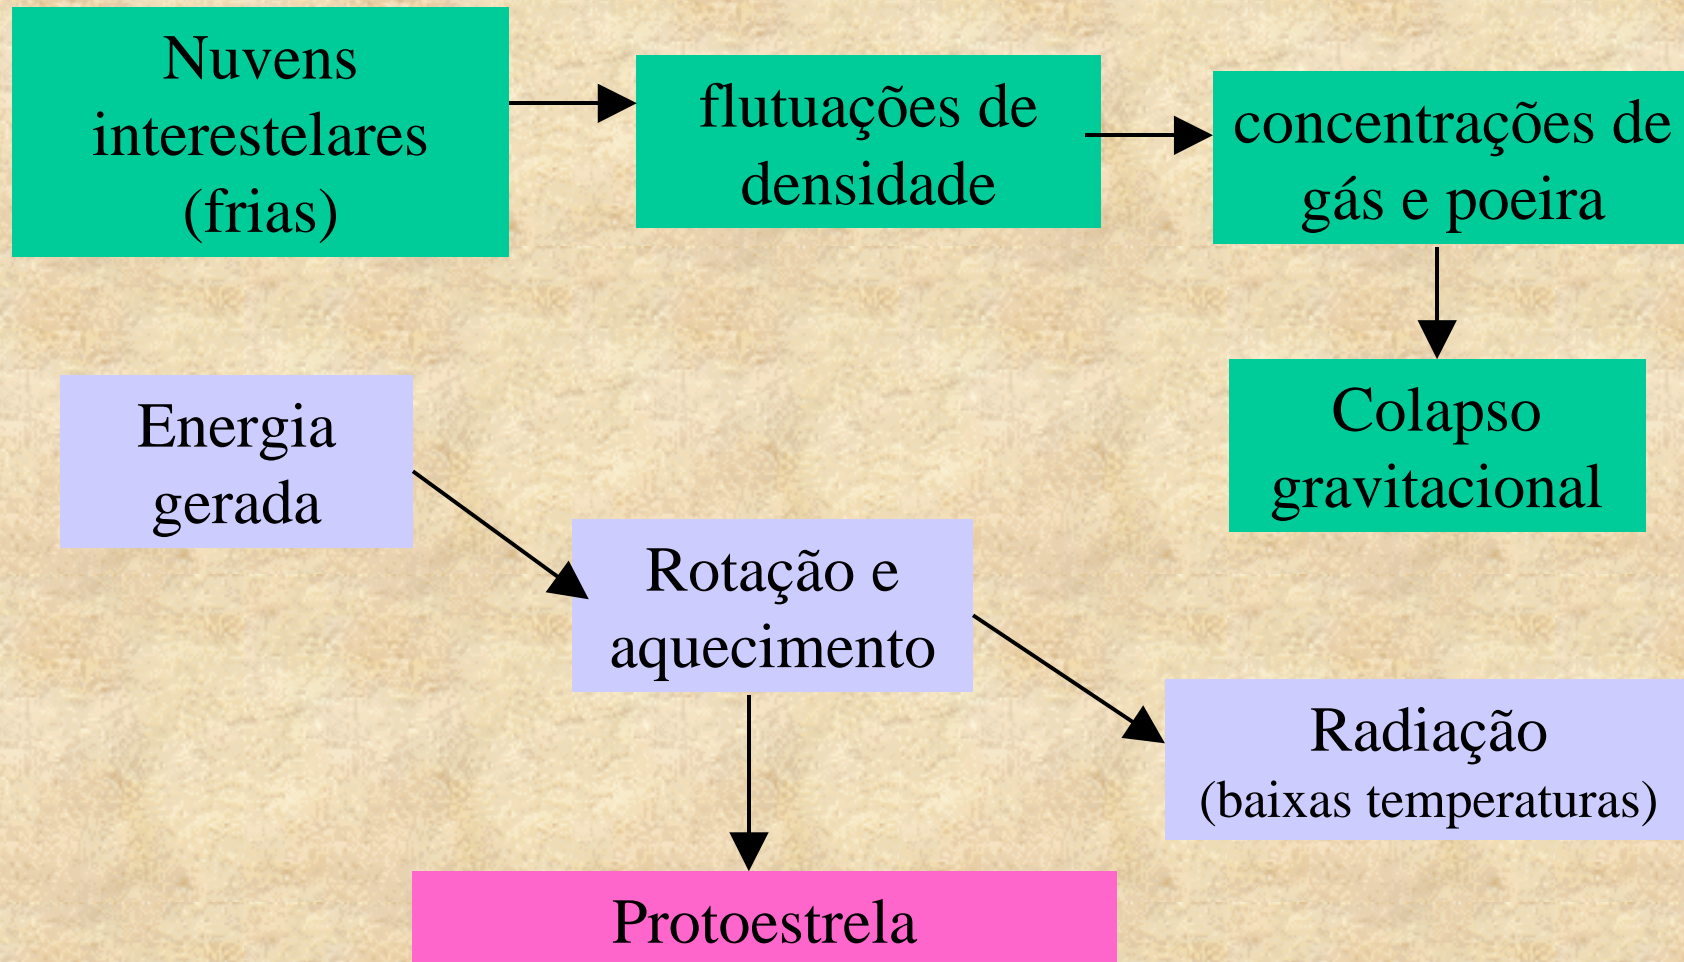 Nuvens
interestelares
(frias)
flutuações de
densidade
concentrações de
gás e poeira
Colapso
gravitacional
Energia
gerada
Rotação e
aquecimento
Radiação
(baixas temperaturas)
Protoestrela